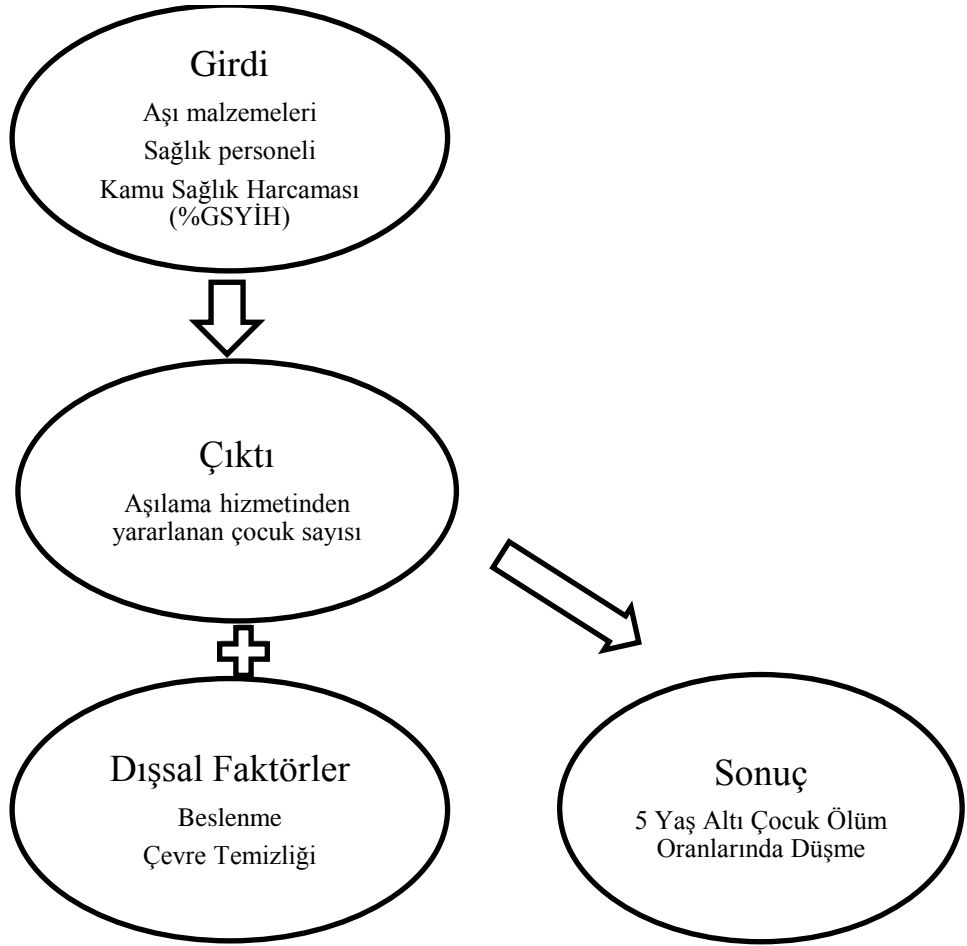 Girdi
Aşı malzemeleri
Sağlık personeli
Kamu Sağlık Harcaması
(%GSYİH)
Çıktı
Aşılama hizmetinden
yararlanan çocuk sayısı
Dışsal Faktörler
Beslenme
Çevre Temizliği
Sonuç
5 Yaş Altı Çocuk Ölüm
Oranlarında Düşme